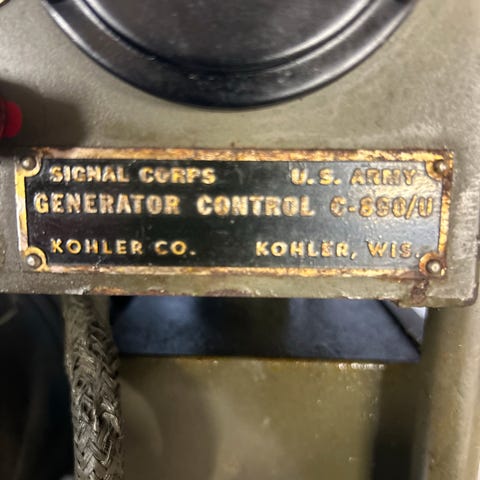 SIGNAL CORPS U.S. ARMY
GENERATOR CONTROL
KOHLER CO. KOHLER, WIS.